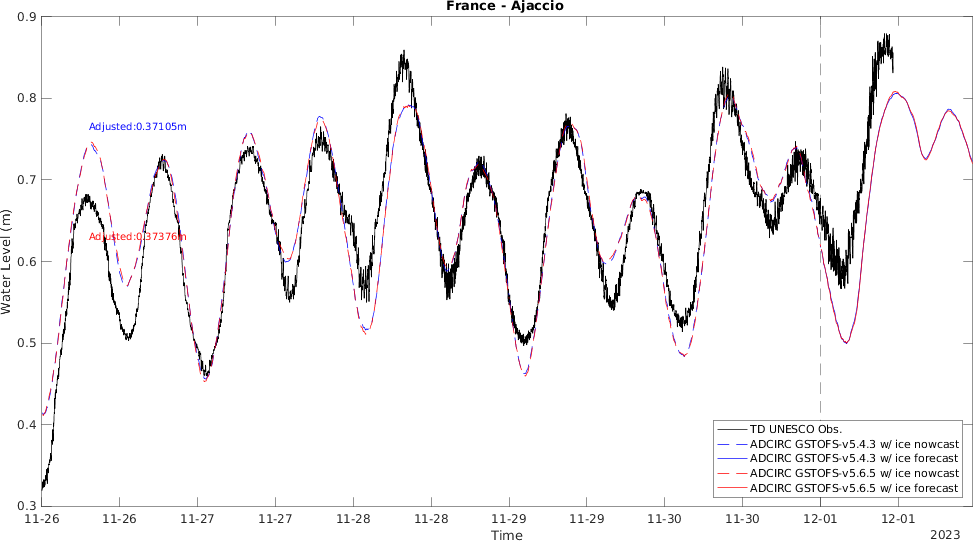 France - Ajaccio
0.9
0.8
0.7
0.6
0.5
0.4
0.3
Water Level (m)
Adjusted:0.37105m
Adjusted:0.37376m
TD UNESCO Obs.
ADCIRC GSTOFS-v5.4.3 w/ ice nowcast
ADCIRC GSTOFS-v5.4.3 w/ ice forecast
ADCIRC GSTOFS-v5.6.5 w/ ice nowcast
ADCIRC GSTOFS-v5.6.5 w/ ice forecast
11-26 11-26 11-27 11-27 11-28 11-28 11-29 11-29 11-30 11-30 12-01 12-01
Time
2023